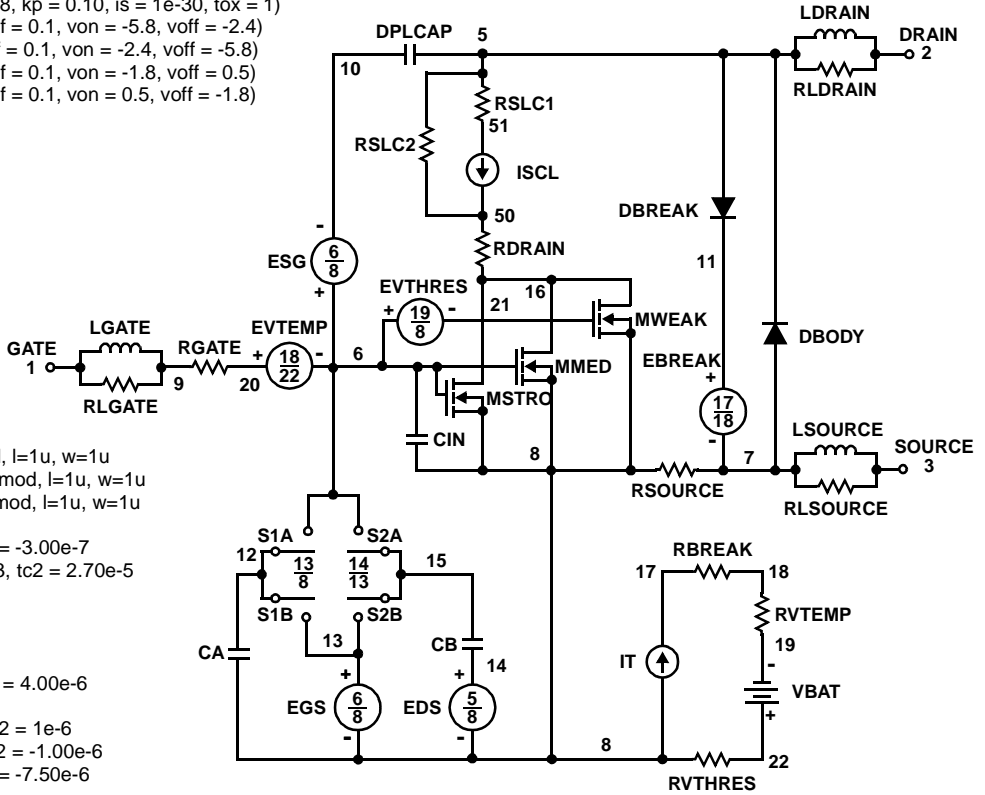 8, kp = 0.10, is = 1e-30, tox = 1)
f = 0.1, von = -5.8, voff = -2.4)
f = 0.1, von = -2.4, voff = -5.8)
f = 0.1, von = -1.8, voff = 0.5)
f = 0.1, von = 0.5, voff = -1.8)
LDRAIN
DPLCAP 5 DRAIN
10 2
RLDRAIN
RSLC1
51
RSLC2
ISCL
50
DBREAK
RDRAIN
-
6
8
ESG
+
11
EVTHRES
16
21
+ 19
8 -
MWEAK
DBODY
LGATE
EVTEMP
GATE
RGATE
1
+ 18
22 -
6
MMED
EBREAK
9
20
RLGATE
MSTRO
+
17
18
-
CIN
8
7
LSOURCE
SOURCE
3
RSOURCE
RLSOURCE
, l=1u, w=1u
mod, l=1u, w=1u
mod, l=1u, w=1u
= -3.00e-7
3, tc2 = 2.70e-5
S1A S2A
12
13
8
14
13
15
S1B S2B
13
CA
CB
14
+
6
8
-
EGS
+
5
8
-
EDS
RBREAK
17 18
RVTEMP
19
-
IT
VBAT
+
8
22
RVTHRES
= 4.00e-6
2 = 1e-6
2 = -1.00e-6
= -7.50e-6